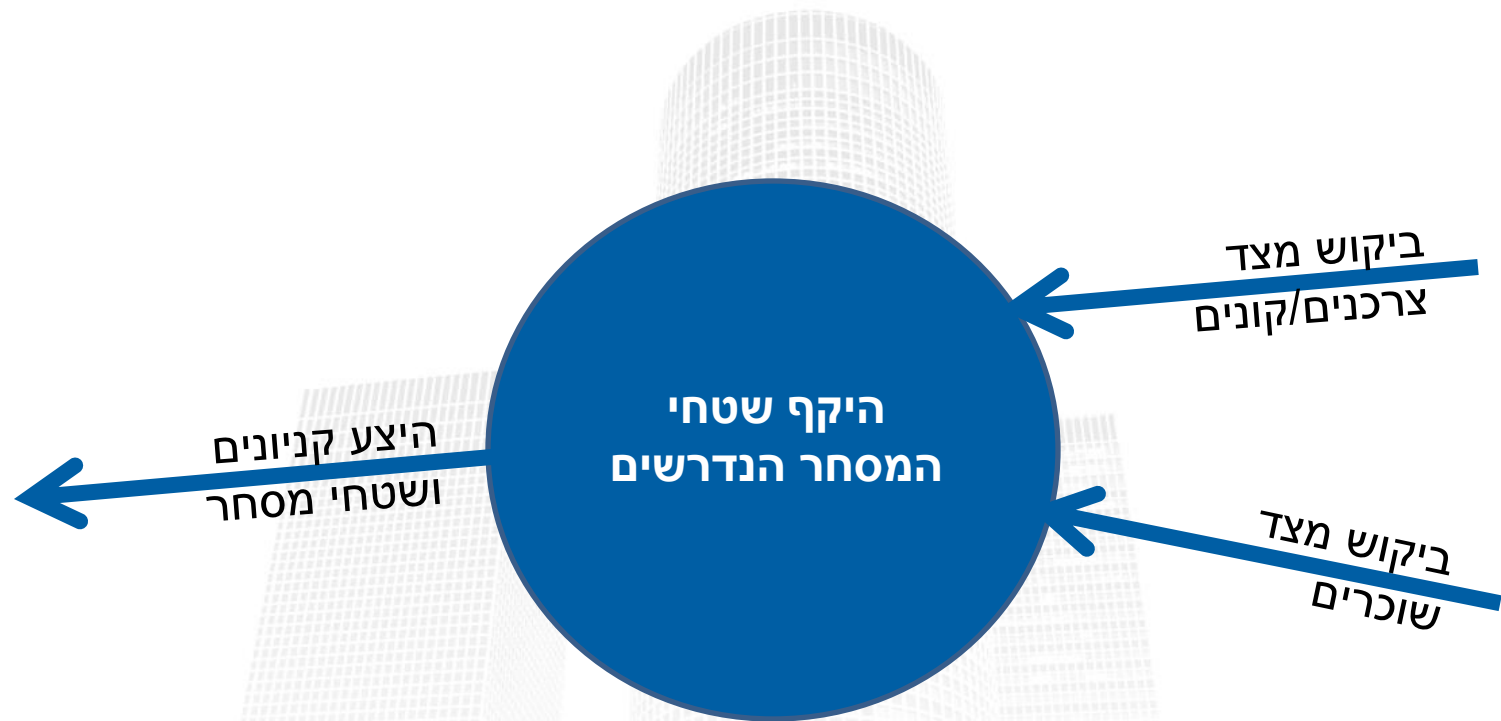 ביקוש מצד
צרכנים/קונים
ביקוש מצד
שוכרים
היקף שטחי
המסחר הנדרשים
היצע קניונים
ושטחי מסחר